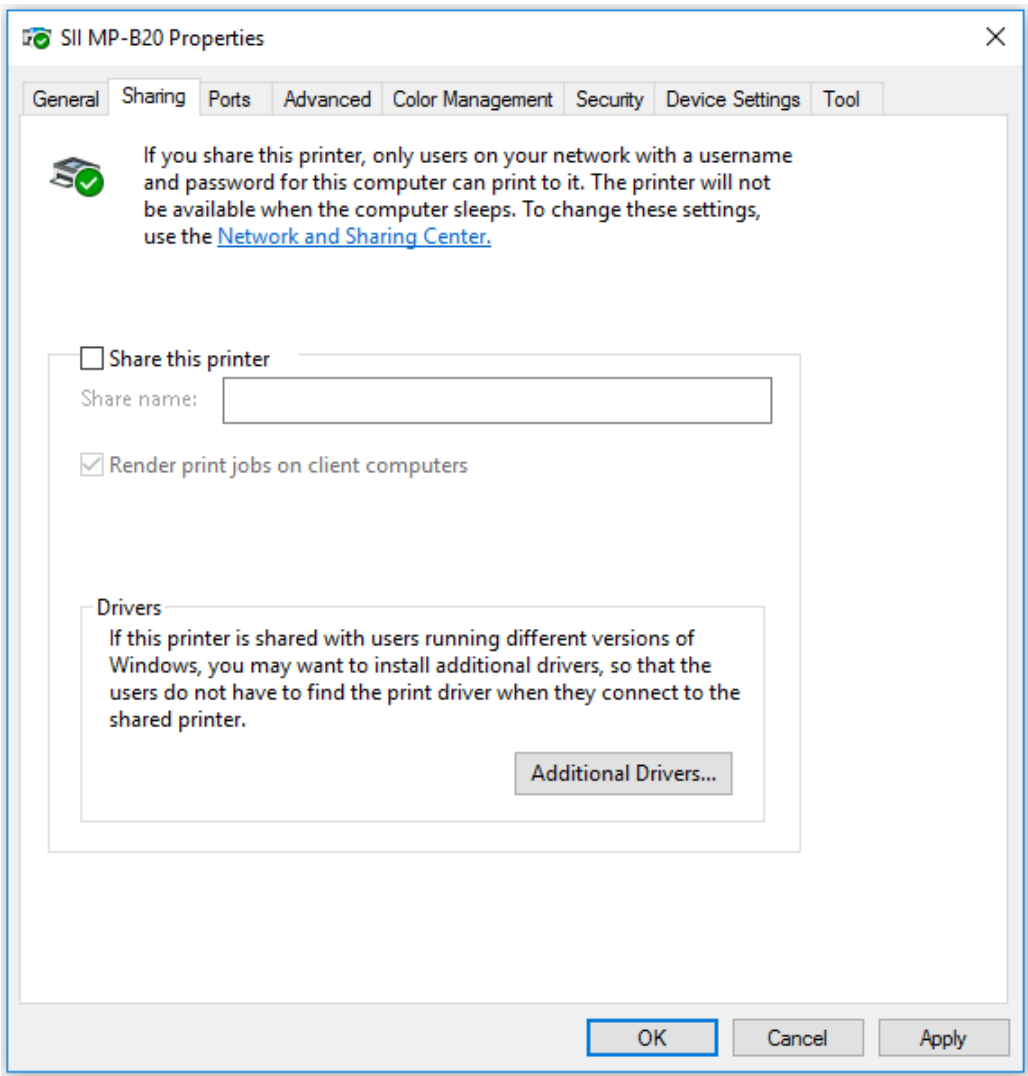 SII MP-B20 Properties
General Sharing Ports Advanced Color Management Security Device Settings Tool
If you share this printer, only users on your network with a username
and password for this computer can print to it. The printer will not
be available when the computer sleeps. To change these settings,
use the Network and Sharing Center.
Share this printer
Share name:
Render print jobs on client computers
Drivers
If this printer is shared with users running different versions of
Windows, you may want to install additional drivers, so that the
users do not have to find the print driver when they connect to the
shared printer.
Additional Drivers...
OK Cancel Apply